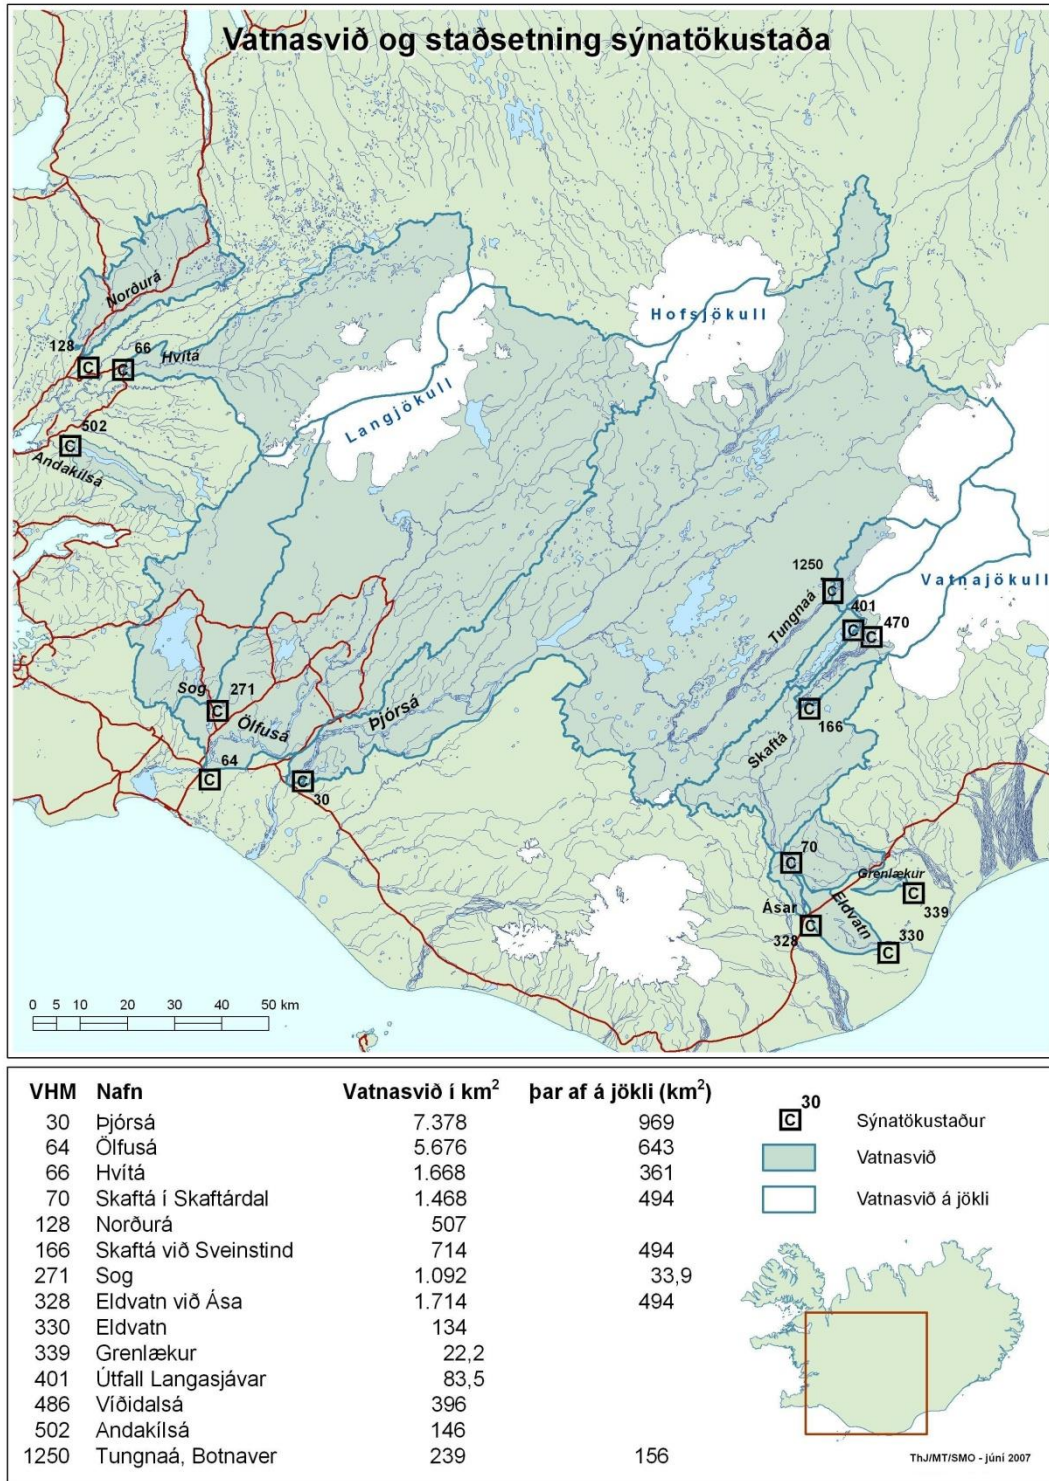 Vatnasvið og staðsetning sýnatökustaða
Norðurá
128
66
Hvítá
502
Andakílsá
Langjökull
Hofsjökull
Vatnajökull
1250
Tungnaá
401
470
166
Skaftá
Sog
271
Ölfusá
Þjórsá
64
30
70
Grenlækur
339
Ásar
Eldvatn
328
330
0 5 10 20 30 40 50 km
VHM Nafn Vatnasvið í km² þar af á jökli (km²)
30 Þjórsá 7.378 969
64 Ölfusá 5.676 643
66 Hvítá 1.668 361
70 Skaftá í Skaftárdal 1.468 494
128 Norðurá 507
166 Skaftá við Sveinstind 714 494
271 Sog 1.092 33,9
328 Eldvatn við Ása 1.714 494
330 Eldvatn 134
339 Grenlækur 22,2
401 Útfall Langasjávar 83,5
486 Víðidalsá 396
502 Andakílsá 146
1250 Tungnaá, Botnaver 239 156
C 30 Sýnatökustaður
Vatnasvið
Vatnasvið á jökli
ThJ/MT/SMO - júní 2007